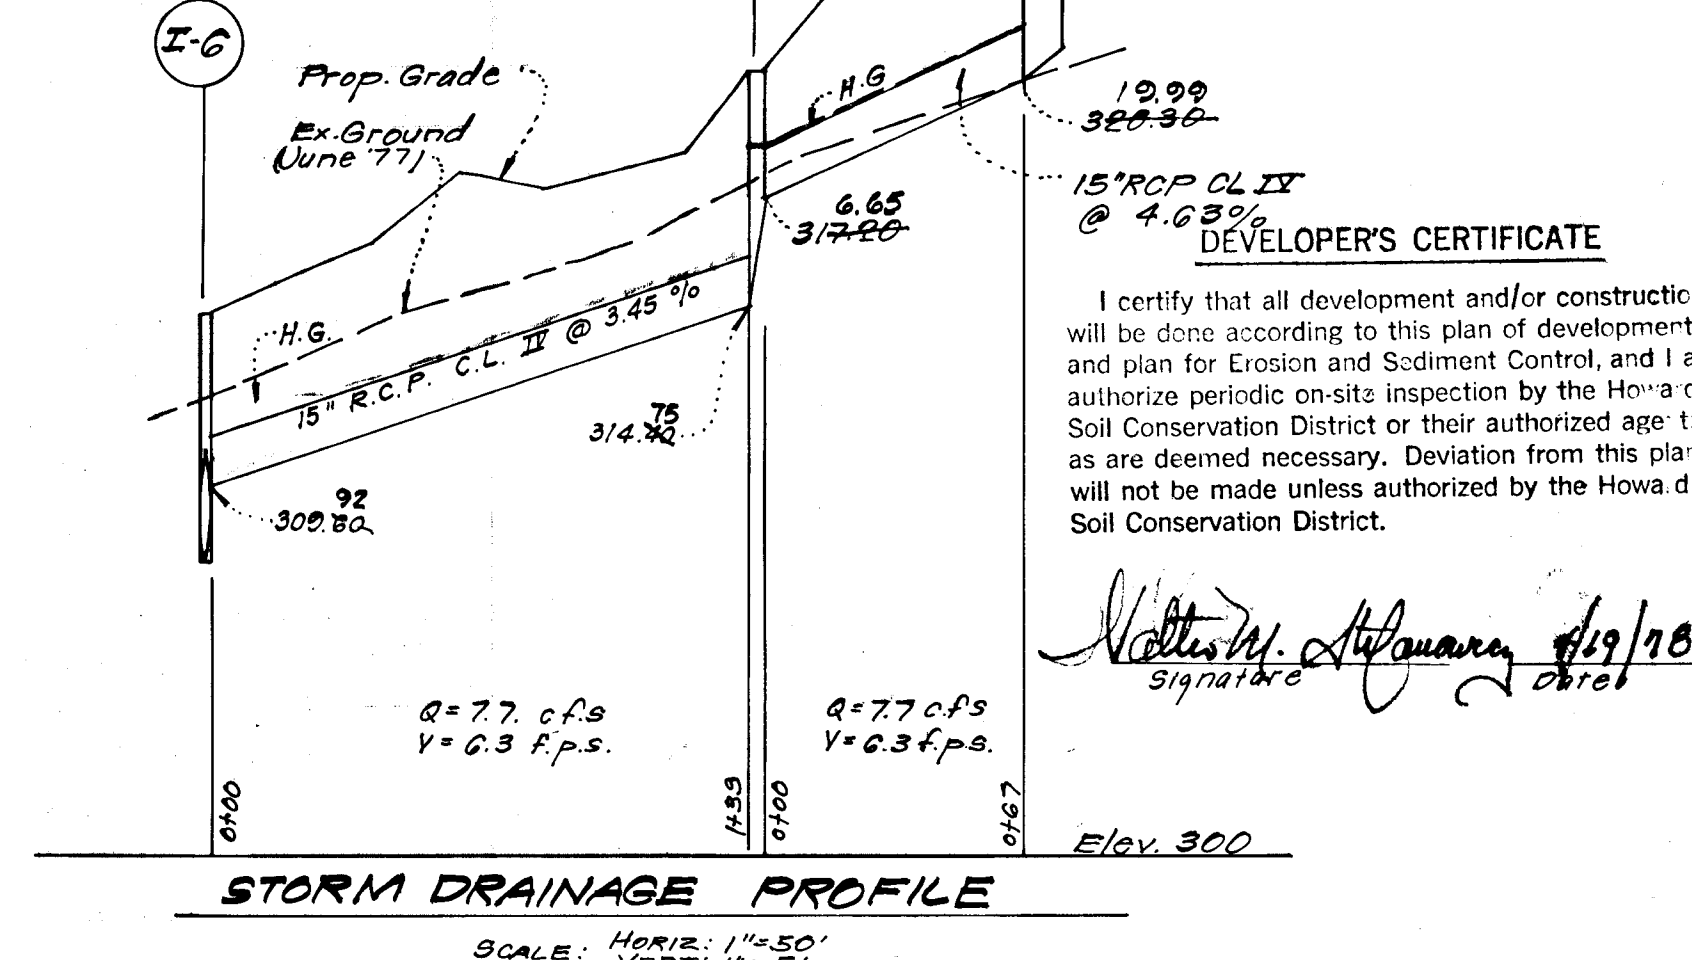 I-6
Prop. Grade
Ex. Ground
(June '77)
H.G
19.99
320.30
15" RCP CL IV
@ 4.63%
6.65
317.20
H.G.
15" R.C.P. C.L. IV @ 3.45 %
75
314.40
92
309.80
DEVELOPER'S CERTIFICATE
I certify that all development and/or constructio
will be done according to this plan of development
and plan for Erosion and Sediment Control, and I a
authorize periodic on-site inspection by the Howard
Soil Conservation District or their authorized agent
as are deemed necessary. Deviation from this plan
will not be made unless authorized by the Howard
Soil Conservation District.
Walter M.
/19/78
Signature
Date
Q = 7.7. c.f.s
V = 6.3 f.p.s.
Q = 7.7 c.f.s
V = 6.3 f.p.s.
0+00
1+39
0+00
0+67
Elev. 300
STORM DRAINAGE PROFILE
SCALE: HORIZ: 1"=50'